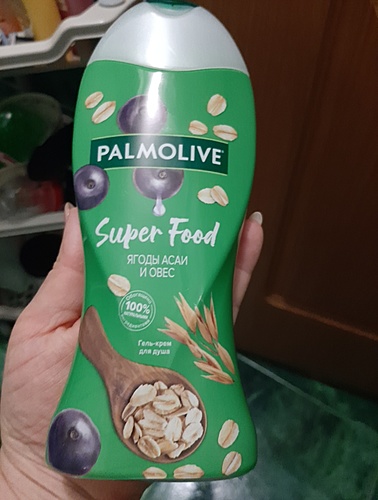 PALMOLIVE
Super Food
ЯГОДЫ АСАИ
И ОВЕС
100%
Гель-крем
для душа